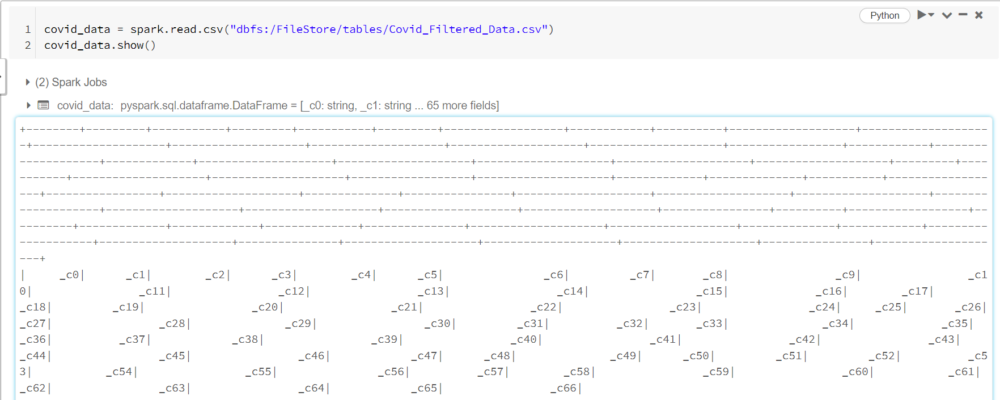 Python
1 covid_data = spark.read.csv("dbfs:/FileStore/tables/Covid_Filtered_Data.csv")
2 covid_data.show()
(2) Spark Jobs
covid_data: pyspark.sql.dataframe.DataFrame = [_c0: string, _c1: string ... 65 more fields]
+--------+---------+-----------+---------+-----------+---------+------------------+------------+----------+-------------------+-------------------
-+--------------------+--------------------+--------------------+--------------------+--------------------+-----------------+------------+--------
------------+-------------+--------------------+--------------------+--------------------+--------------------+--------------------+---------+----
-------+--------------------+--------------------+------------------+--------------------+-------------+--------------+-----------+---------------
---+-----------------+--------------------+--------------+----------------+--------------------+--------------------+--------------------+--------
------------+--------------------+--------------------+--------------------+--------------------+----------------+----------+------------------+--
--------+-------------+-------------+--------------+---------------+--------------------+-------------------+--------------+------------+---------
-----------+--------------------+---------------+--------------------+--------------------+--------------------+----------------+-----------------
---+
| _c0| _c1| _c2| _c3| _c4| _c5| _c6| _c7| _c8| _c9| _c1
0| _c11| _c12| _c13| _c14| _c15| _c16| _c17|
_c18| _c19| _c20| _c21| _c22| _c23| _c24| _c25| _c26|
_c27| _c28| _c29| _c30| _c31| _c32| _c33| _c34| _c35|
_c36| _c37| _c38| _c39| _c40| _c41| _c42| _c43|
_c44| _c45| _c46| _c47| _c48| _c49| _c50| _c51| _c52| _c5
3| _c54| _c55| _c56| _c57| _c58| _c59| _c60| _c61|
_c62| _c63| _c64| _c65| _c66|